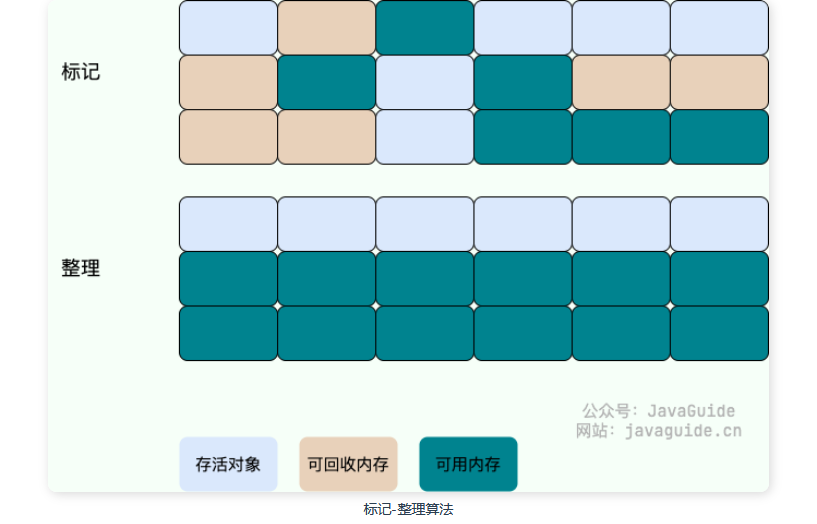 标记
整理
公众号：JavaGuide
网站：javaguide.cn
存活对象
可回收内存
可用内存
标记-整理算法